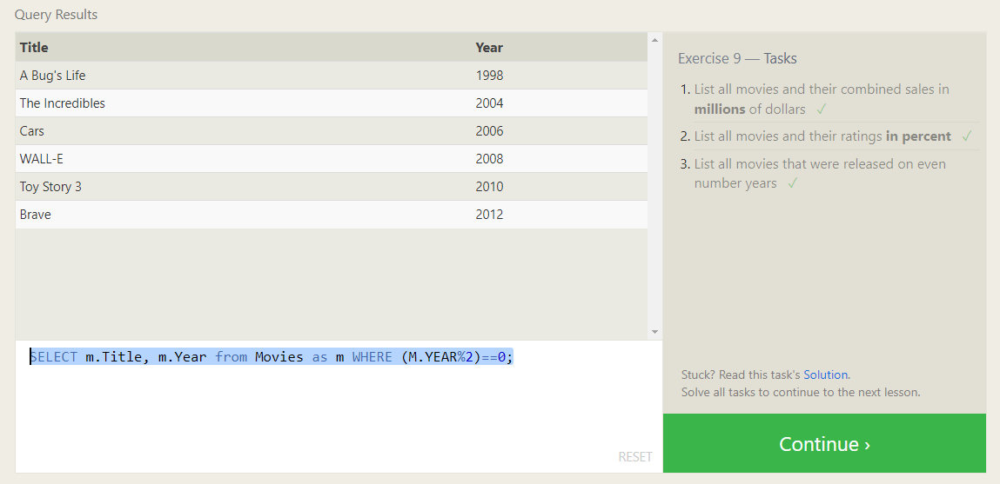 Query Results
Title Year
A Bug's Life 1998
The Incredibles 2004
Cars 2006
WALL-E 2008
Toy Story 3 2010
Brave 2012
SELECT m.Title, m.Year from Movies as m WHERE (M.YEAR%2)==0;
RESET
Exercise 9 — Tasks
1. List all movies and their combined sales in
millions of dollars ✓
2. List all movies and their ratings in percent ✓
3. List all movies that were released on even
number years ✓
Stuck? Read this task's Solution.
Solve all tasks to continue to the next lesson.
Continue ›